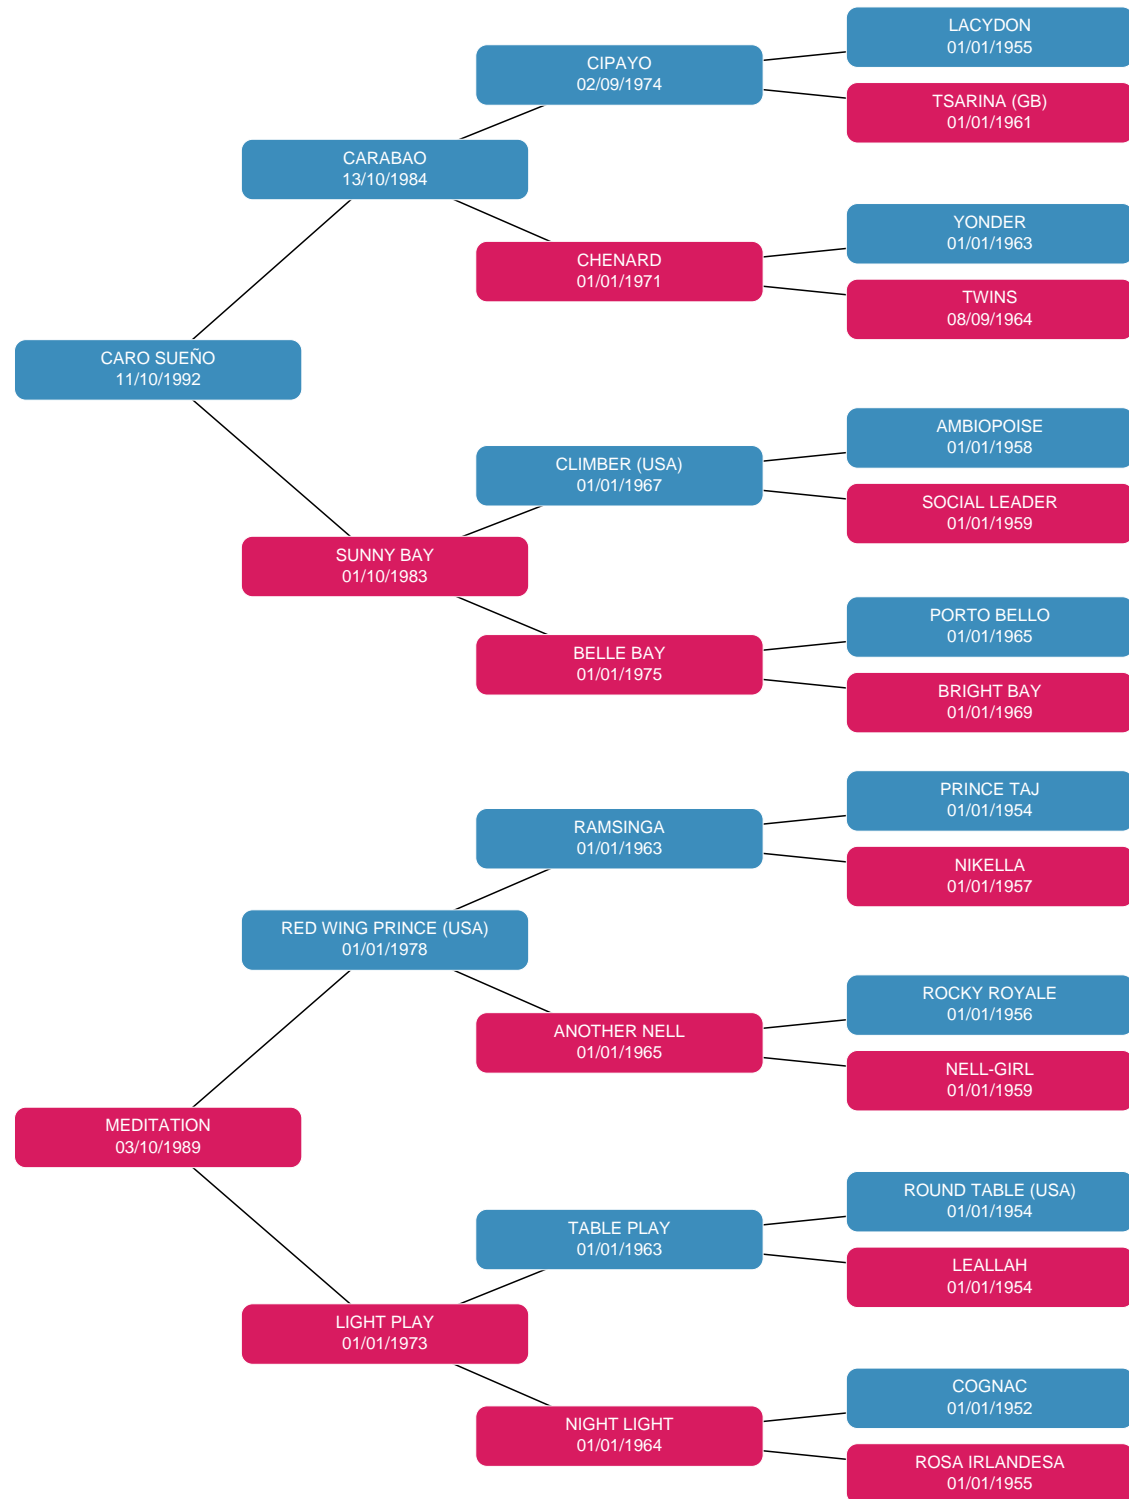 LACYDON
01/01/1955
CIPAYO
02/09/1974
TSARINA (GB)
01/01/1961
CARABAO
13/10/1984
YONDER
01/01/1963
CHENARD
01/01/1971
TWINS
08/09/1964
CARO SUEÑO
11/10/1992
AMBIOPOISE
01/01/1958
CLIMBER (USA)
01/01/1967
SOCIAL LEADER
01/01/1959
SUNNY BAY
01/10/1983
PORTO BELLO
01/01/1965
BELLE BAY
01/01/1975
BRIGHT BAY
01/01/1969
PRINCE TAJ
01/01/1954
RAMSINGA
01/01/1963
NIKELLA
01/01/1957
RED WING PRINCE (USA)
01/01/1978
ROCKY ROYALE
01/01/1956
ANOTHER NELL
01/01/1965
NELL-GIRL
01/01/1959
MEDITATION
03/10/1989
ROUND TABLE (USA)
01/01/1954
TABLE PLAY
01/01/1963
LEALLAH
01/01/1954
LIGHT PLAY
01/01/1973
COGNAC
01/01/1952
NIGHT LIGHT
01/01/1964
ROSA IRLANDESA
01/01/1955